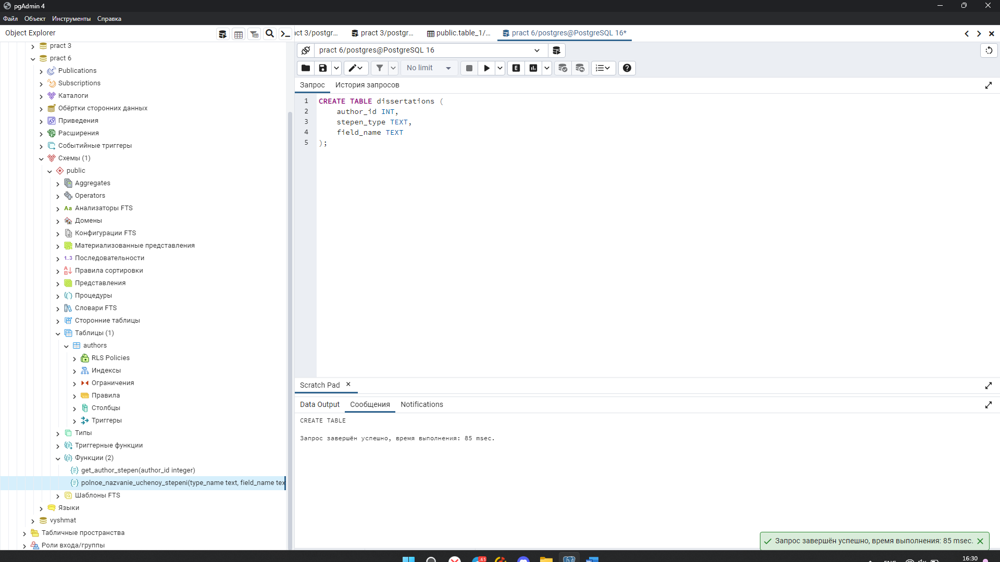 pgAdmin 4
Файл Объект Инструменты Справка
Object Explorer
pract 3/postgr...
public.table_1/...
pract 6/postgres@PostgreSQL 16*
pract 3
pract 6
Publications
Subscriptions
Каталоги
Обёртки сторонних данных
Приведения
Расширения
Событийные триггеры
Схемы (1)
public
Aggregates
Operators
Aa Анализаторы FTS
Домены
Конфигурации FTS
Материализованные представления
1..3 Последовательности
Правила сортировки
Представления
Процедуры
Словари FTS
Сторонние таблицы
Таблицы (1)
authors
RLS Policies
Индексы
Ограничения
Правила
Столбцы
Триггеры
Типы
Триггерные функции
Функции (2)
get_author_stepen(author_id integer)
polnoe_nazvanie_uchenoy_stepeni(type_name text, field_name tex
Шаблоны FTS
Языки
vyshmat
Табличные пространства
Роли входа/группы
pract 6/postgres@PostgreSQL 16
No limit
E
Запрос История запросов
1 CREATE TABLE dissertations (
2 author_id INT,
3 stepen_type TEXT,
4 field_name TEXT
5 );
Scratch Pad
Data Output Сообщения Notifications
CREATE TABLE
Запрос завершён успешно, время выполнения: 85 msec.
Запрос завершён успешно, время выполнения: 85 msec.
16:30